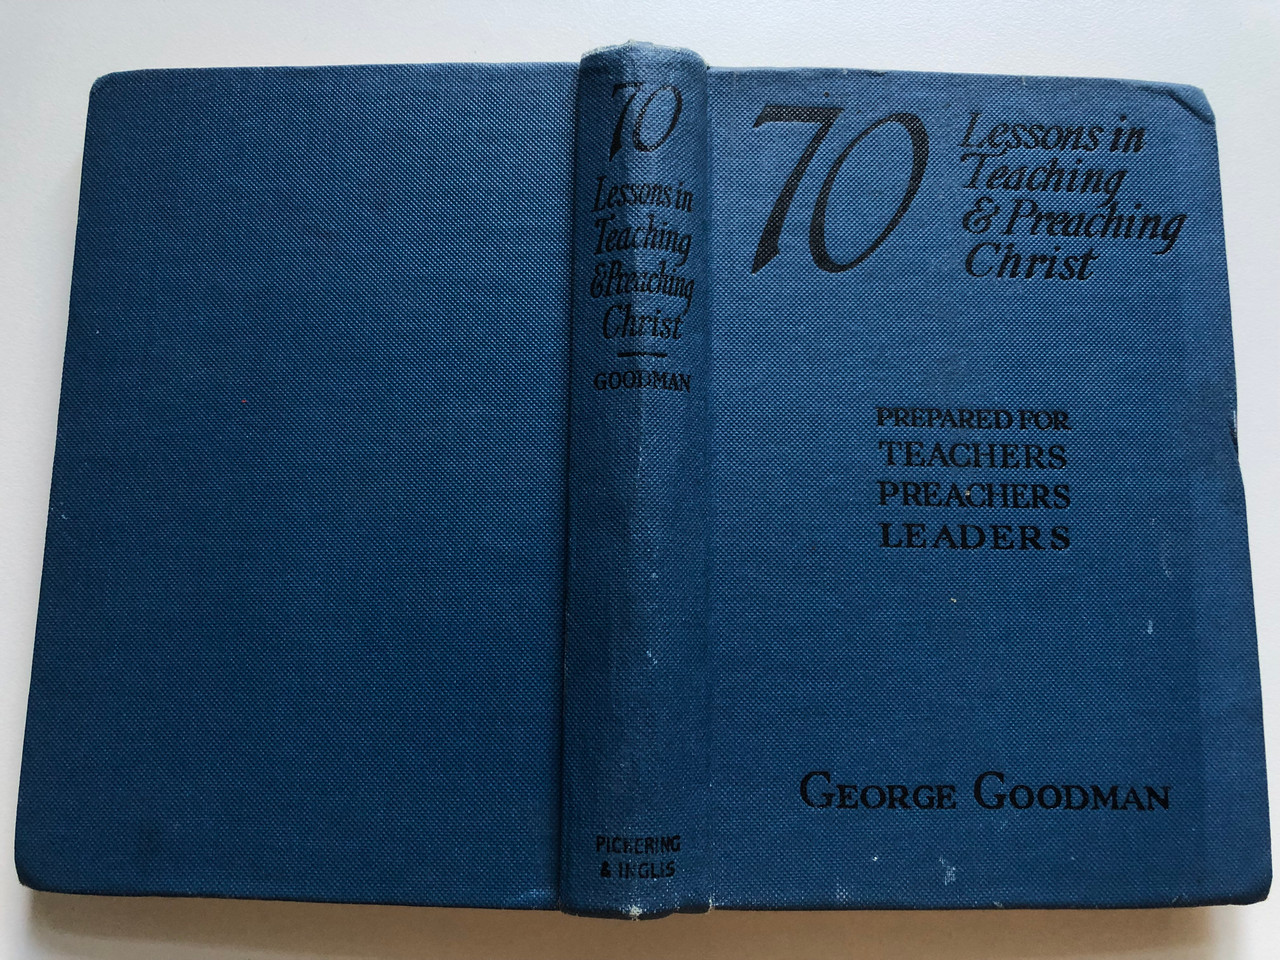 70
Lessons in
Teaching
& Preaching
Christ
GOODMAN
PICKERING
& INGLIS
70
Lessons in
Teaching
& Preaching
Christ
PREPARED FOR
TEACHERS
PREACHERS
LEADERS
GEORGE GOODMAN